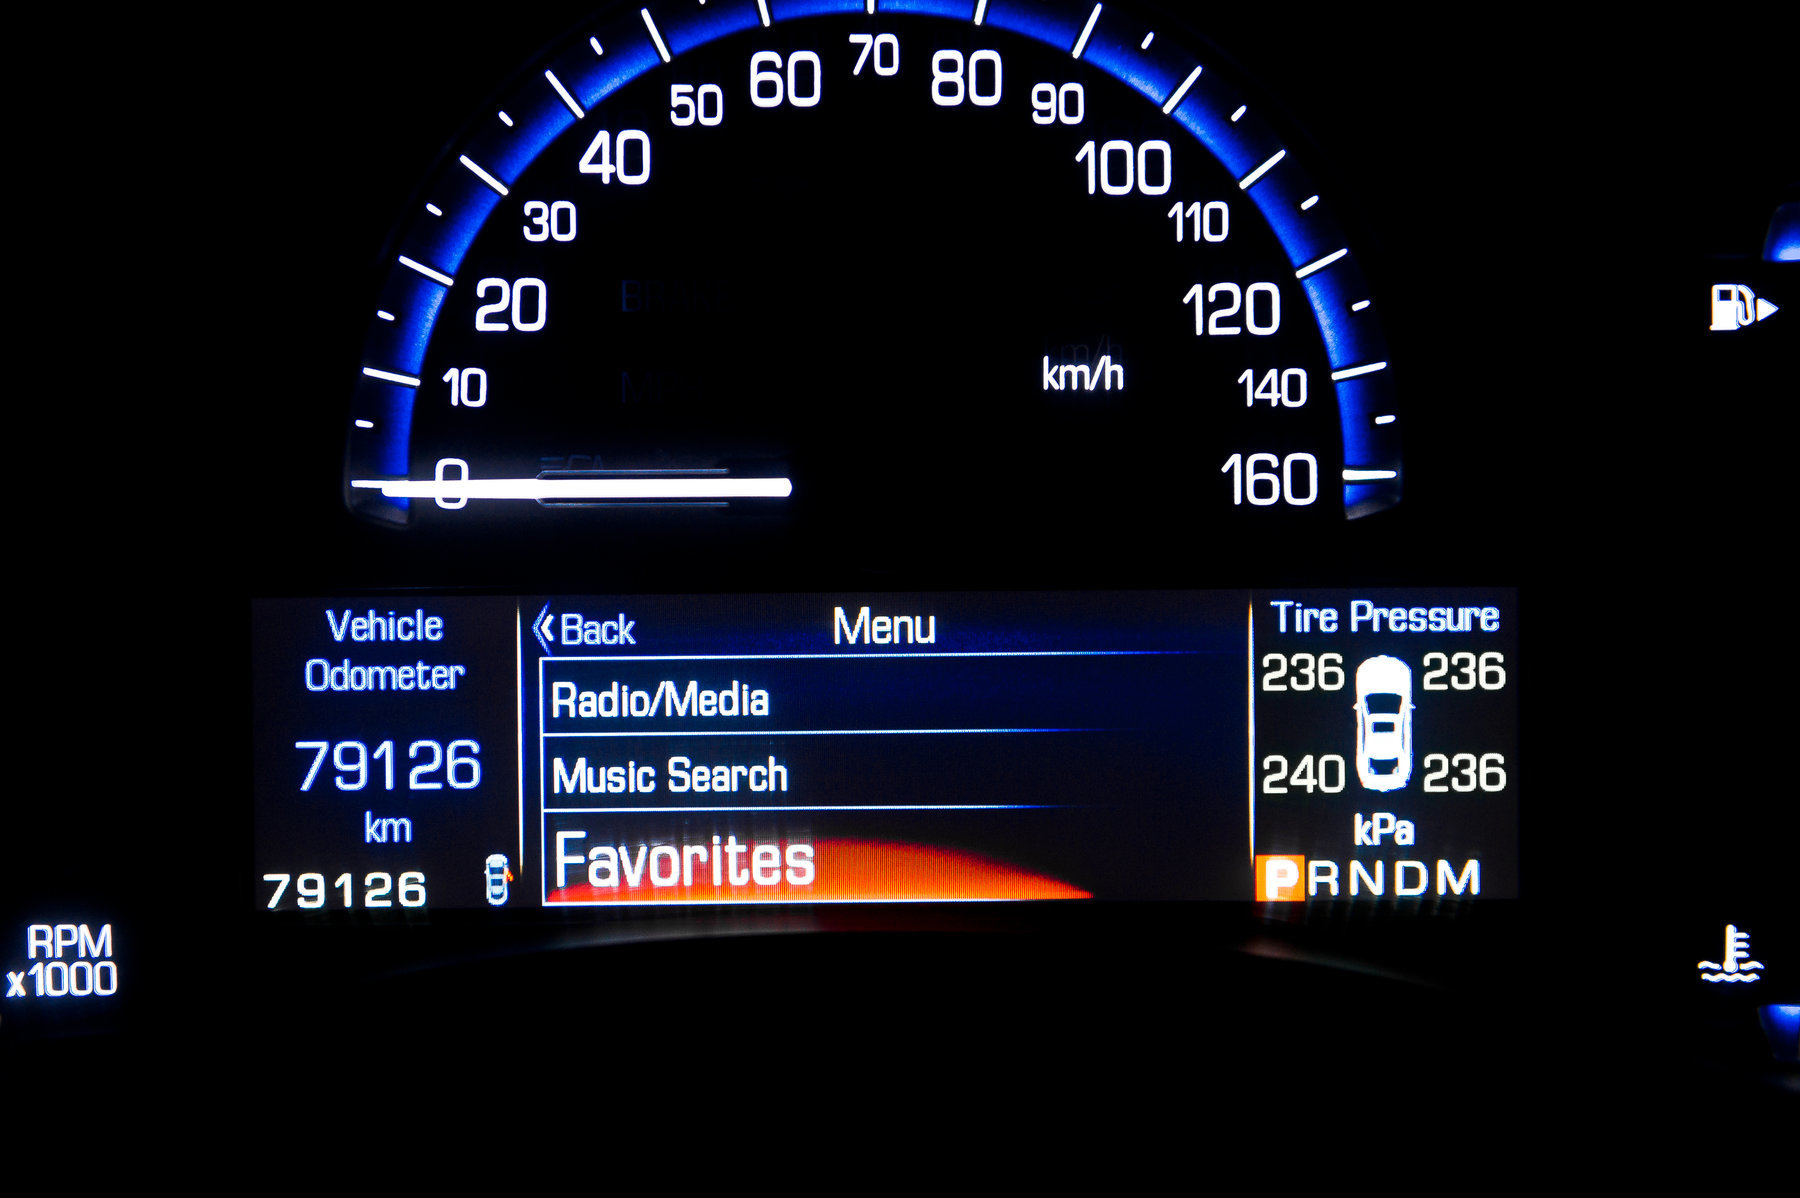 0
10
20
30
40
50
60
70
80
90
100
110
120
140
160
km/h
Vehicle
Odometer
79126
km
79126
Back
Menu
Radio/Media
Music Search
Favorites
Tire Pressure
236 236
240 236
kPa
PRNDM
RPM
x1000